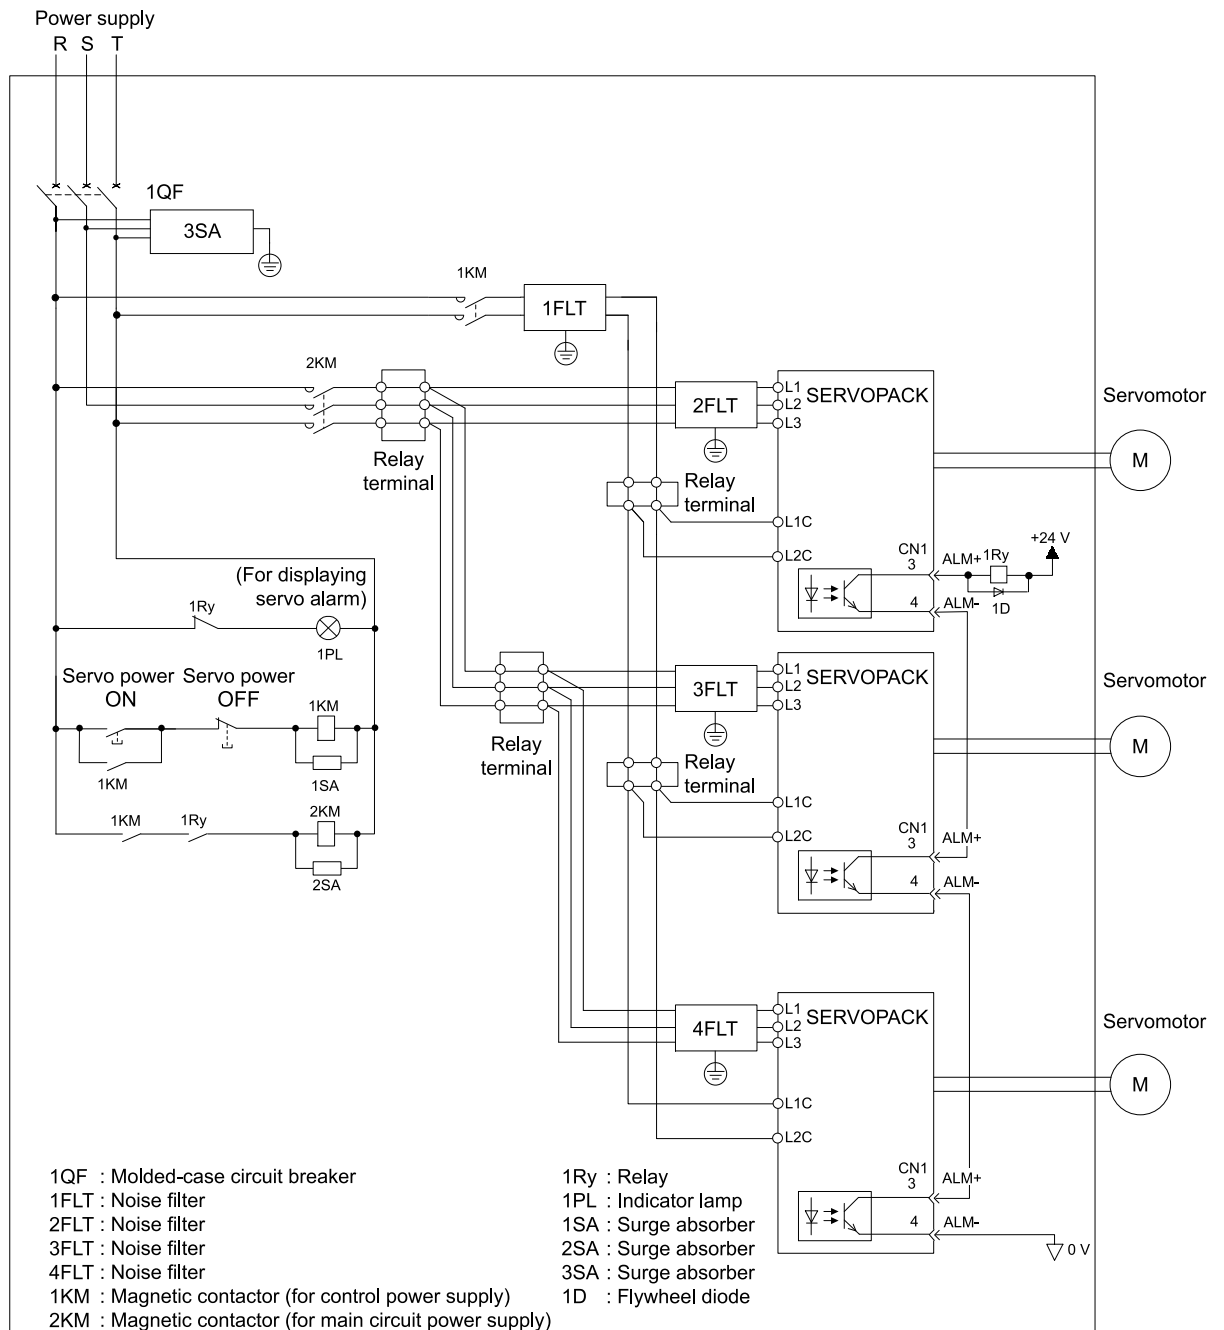 Power supply
R S T
1QF
3SA
1KM
1FLT
2KM
2FLT
L1
L2
L3
SERVOPACK
Servomotor
M
Relay
terminal
Relay
terminal
L1C
L2C
CN1
3
4
ALM+
ALM-
1Ry
1D
+24 V
(For displaying
servo alarm)
1Ry
1PL
Servo power
ON
Servo power
OFF
1KM
1SA
1KM
1KM
1Ry
2KM
2SA
Relay
terminal
3FLT
L1
L2
L3
SERVOPACK
Servomotor
M
Relay
terminal
L1C
L2C
CN1
3
4
ALM+
ALM-
4FLT
L1
L2
L3
SERVOPACK
Servomotor
M
L1C
L2C
CN1
3
4
ALM+
ALM-
0 V
1QF : Molded-case circuit breaker
1FLT : Noise filter
2FLT : Noise filter
3FLT : Noise filter
4FLT : Noise filter
1KM : Magnetic contactor (for control power supply)
2KM : Magnetic contactor (for main circuit power supply)
1Ry : Relay
1PL : Indicator lamp
1SA : Surge absorber
2SA : Surge absorber
3SA : Surge absorber
1D : Flywheel diode